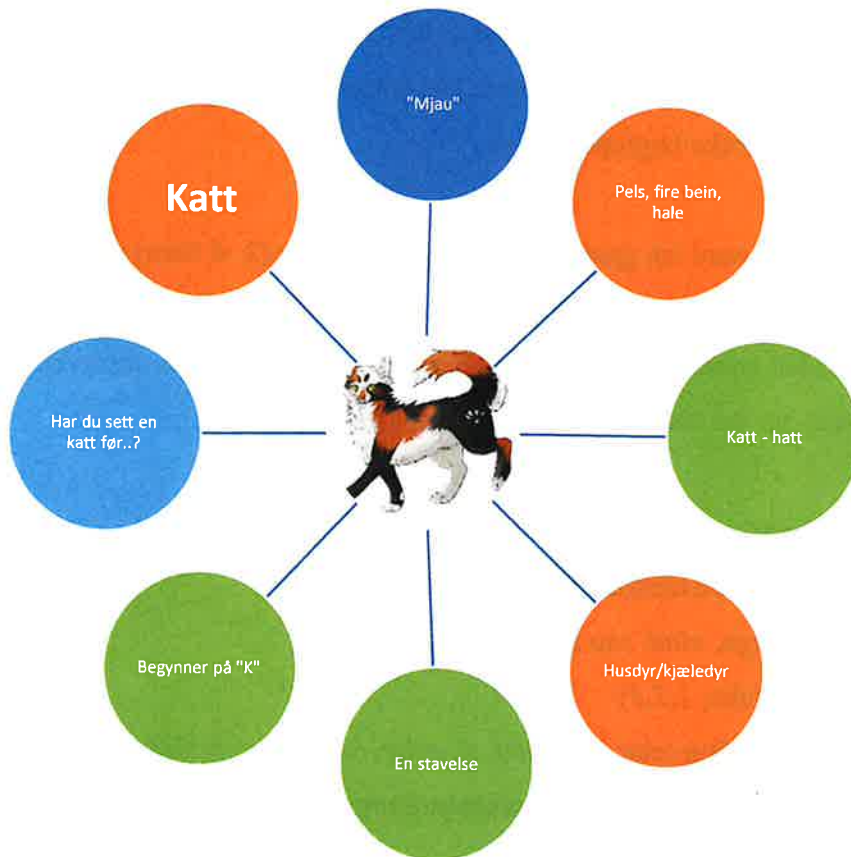 "Mjau"
Katt
Pels, fire bein,
hale
Har du sett en
katt før..?
Katt - hatt
Begynner på "K"
Husdyr/kjæledyr
En stavelse